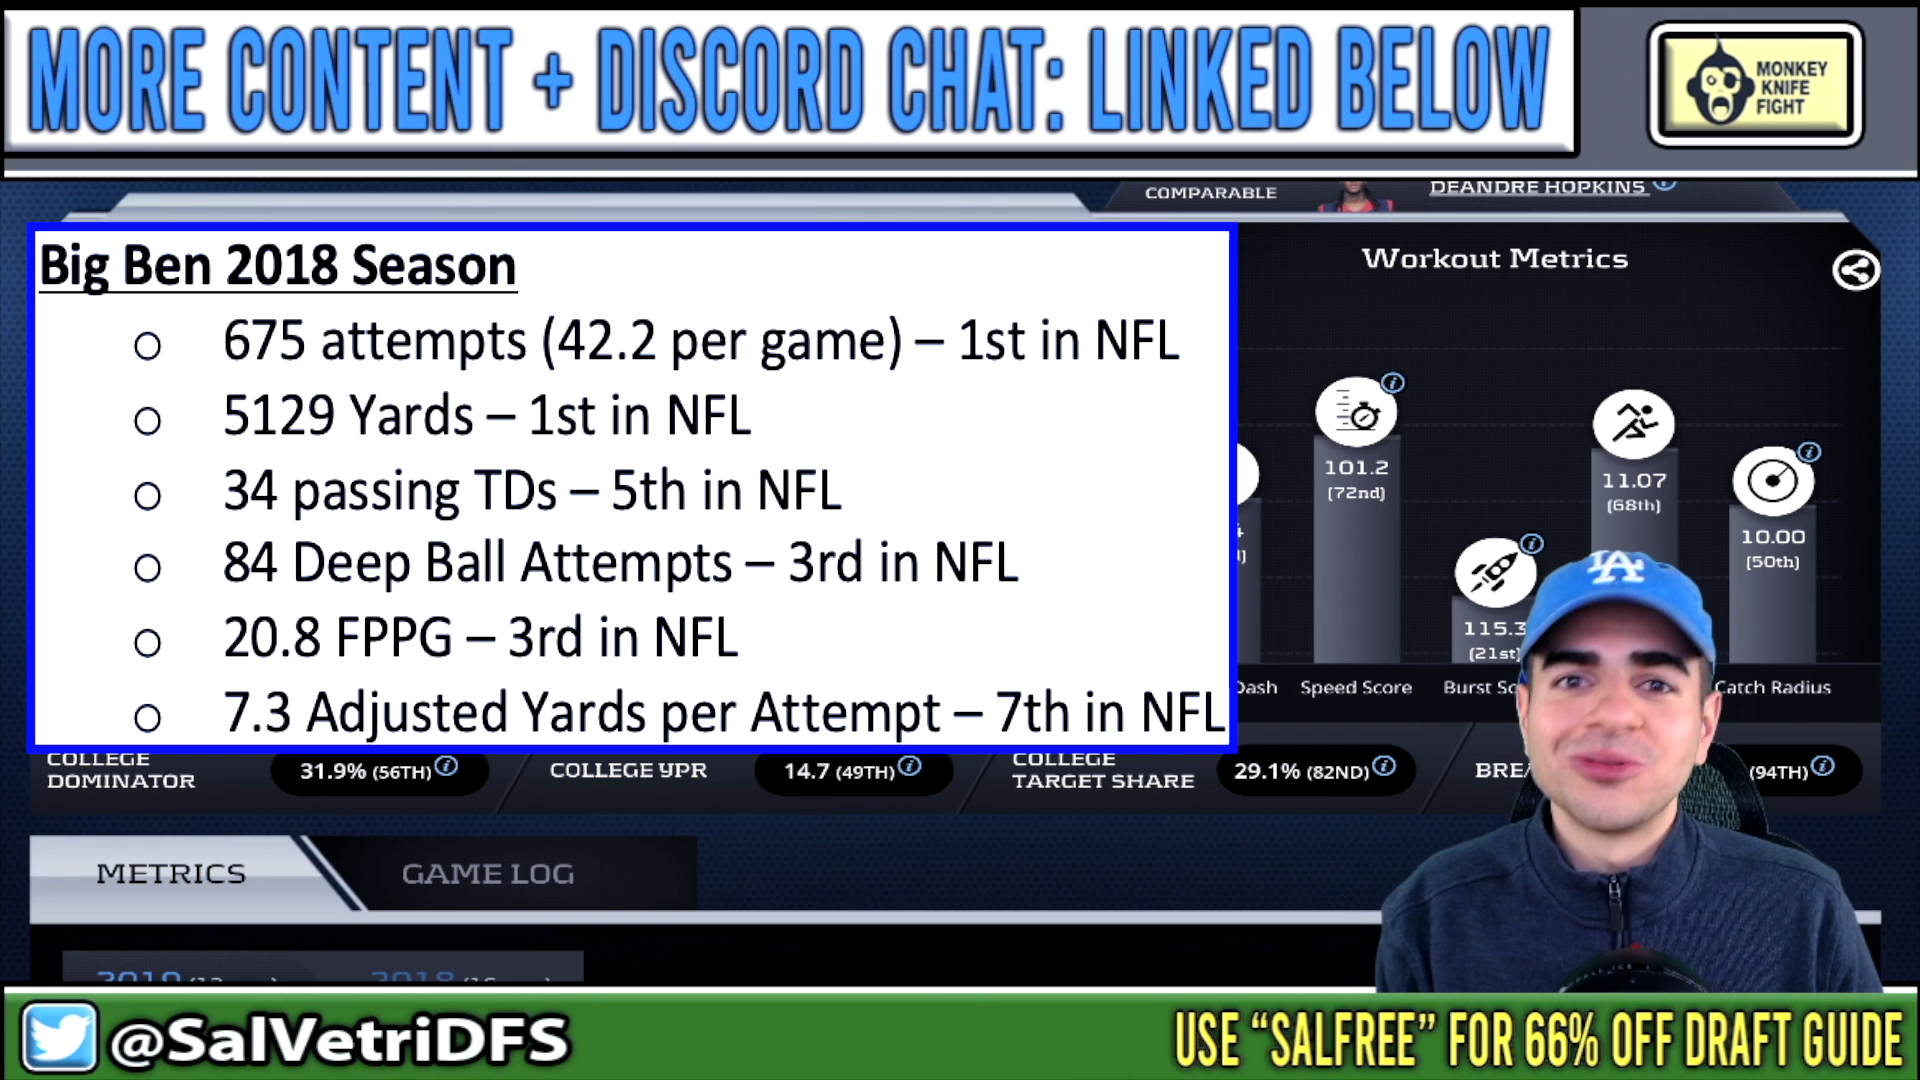 MORE CONTENT + DISCORD CHAT: LINKED BELOW
MONKEY
KNIFE
FIGHT
COMPARABLE
DEANDRE HOPKINS
Big Ben 2018 Season
675 attempts (42.2 per game) – 1st in NFL
5129 Yards – 1st in NFL
34 passing TDs – 5th in NFL
84 Deep Ball Attempts – 3rd in NFL
20.8 FPPG – 3rd in NFL
7.3 Adjusted Yards per Attempt – 7th in NFL
Workout Metrics
101.2
(72nd)
115.3
(21st)
11.07
(68th)
10.00
(50th)
Dash
Speed Score
Catch Radius
COLLEGE
DOMINATOR
31.9% (56TH)
COLLEGE YPR
14.7 (49TH)
COLLEGE
TARGET SHARE
29.1% (82ND)
(94TH)
METRICS
GAME LOG
LA
@SalVetriDFS
USE “SALFREE” FOR 66% OFF DRAFT GUIDE